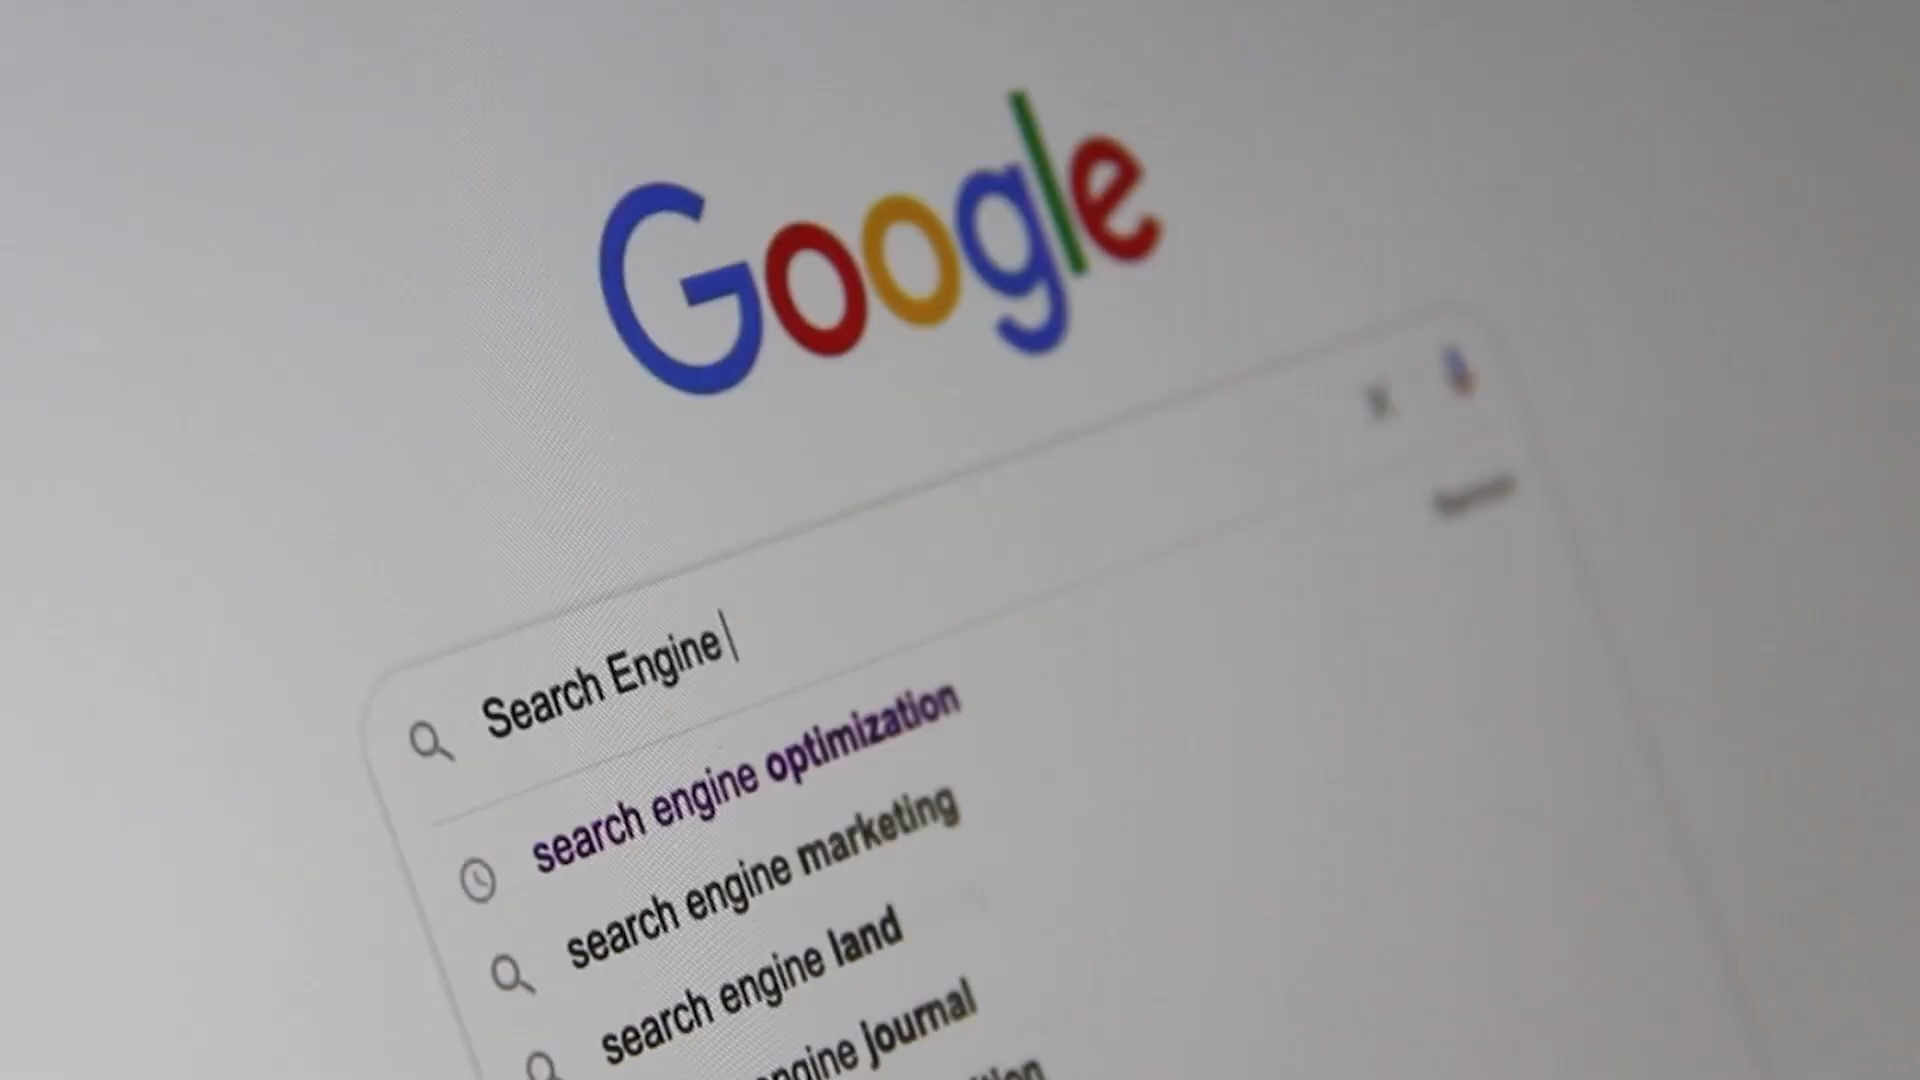 Google
Search Engine
search engine optimization
search engine marketing
search engine land
engine journal